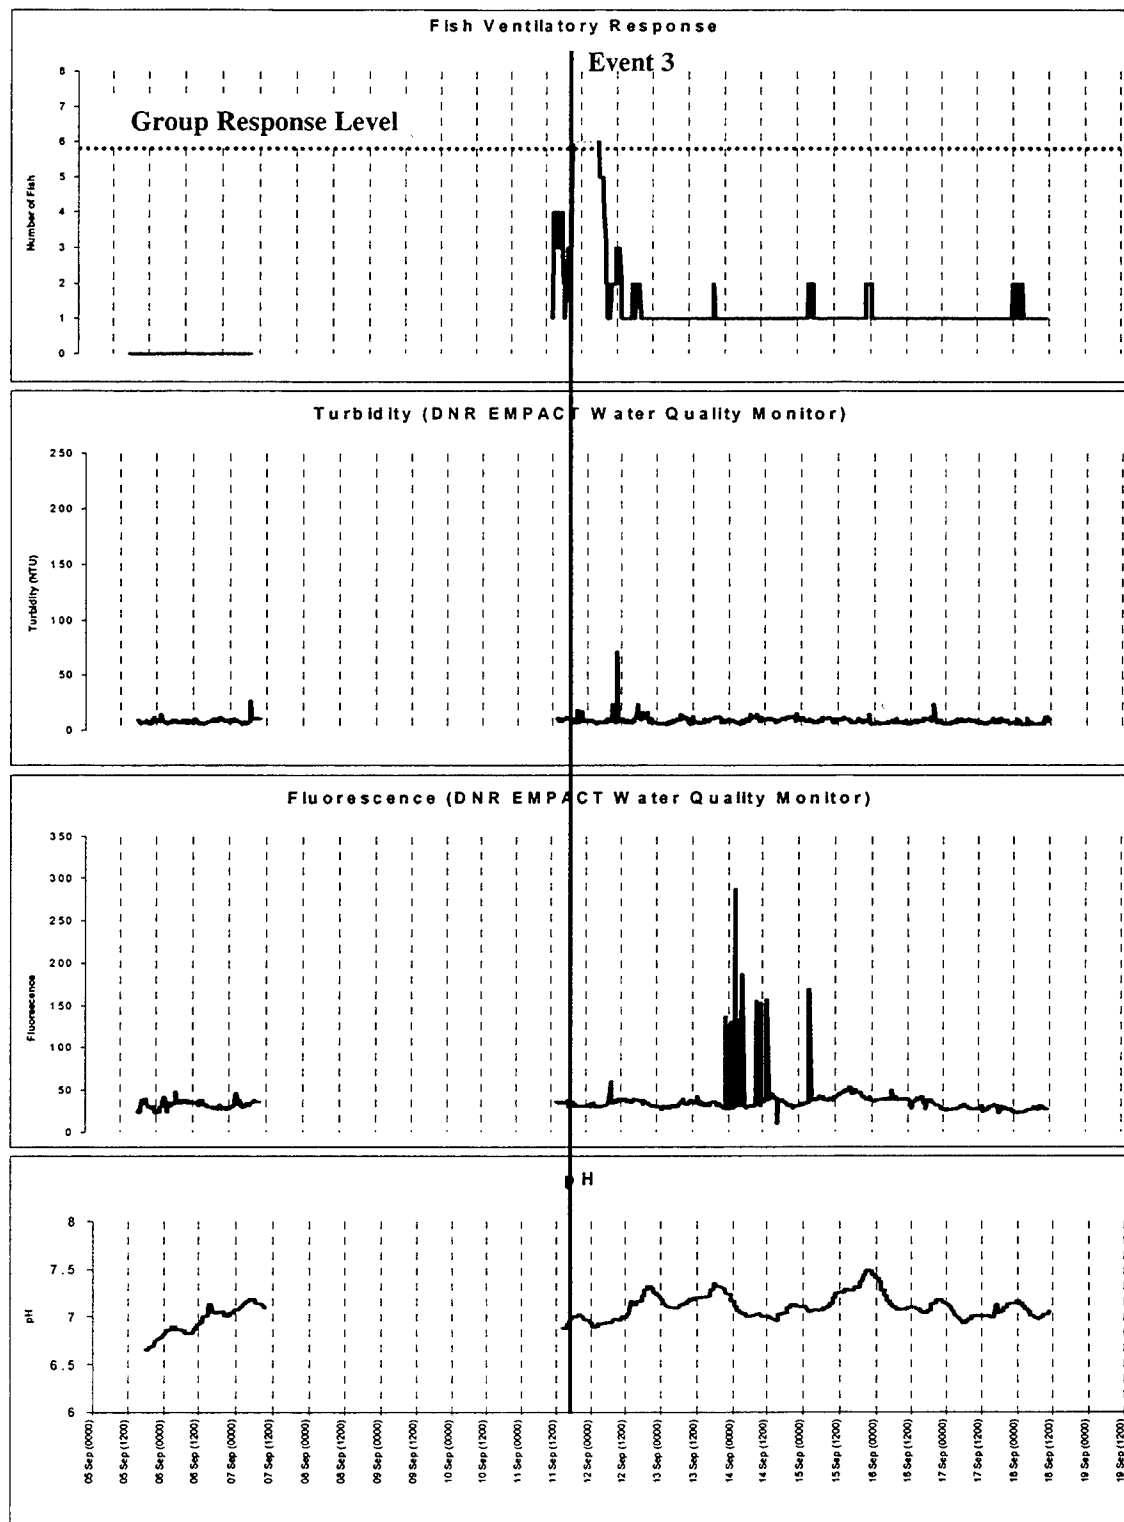 Fish Ventilatory Response
Event 3
Group Response Level
Number of Fish
8
7
6
5
4
3
2
1
0
Turbidity (DNR EMPACT Water Quality Monitor)
Turbidity (NTU)
250
200
150
100
50
0
Fluorescence (DNR EMPACT Water Quality Monitor)
Fluorescence
350
300
250
200
150
100
50
0
pH
pH
8
7.5
7
6.5
6
05 Sep (0000)
05 Sep (1200)
06 Sep (0000)
06 Sep (1200)
07 Sep (0000)
07 Sep (1200)
08 Sep (0000)
08 Sep (1200)
09 Sep (0000)
09 Sep (1200)
10 Sep (0000)
10 Sep (1200)
11 Sep (0000)
11 Sep (1200)
12 Sep (0000)
12 Sep (1200)
13 Sep (0000)
13 Sep (1200)
14 Sep (0000)
14 Sep (1200)
15 Sep (0000)
15 Sep (1200)
16 Sep (0000)
16 Sep (1200)
17 Sep (0000)
17 Sep (1200)
18 Sep (0000)
18 Sep (1200)
19 Sep (0000)
19 Sep (1200)